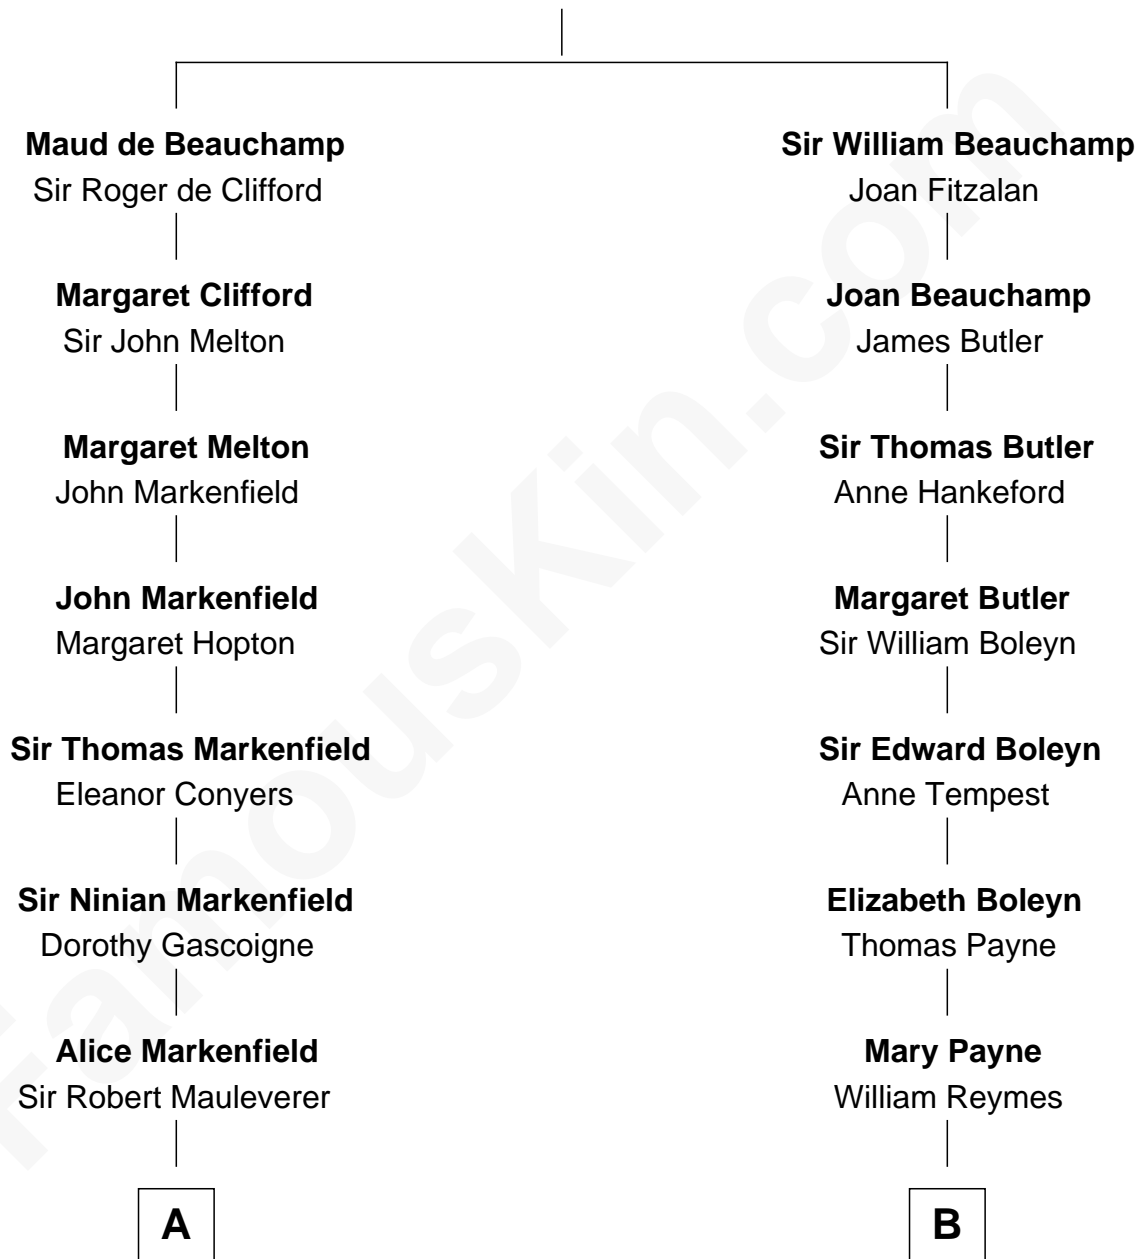 Maud de Beauchamp
Sir Roger de Clifford
Sir William Beauchamp
Joan Fitzalan
Margaret Clifford
Sir John Melton
Joan Beauchamp
James Butler
Margaret Melton
John Markenfield
Sir Thomas Butler
Anne Hankeford
John Markenfield
Margaret Hopton
Margaret Butler
Sir William Boleyn
Sir Thomas Markenfield
Eleanor Conyers
Sir Edward Boleyn
Anne Tempest
Sir Ninian Markenfield
Dorothy Gascoigne
Elizabeth Boleyn
Thomas Payne
Alice Markenfield
Sir Robert Mauleverer
Mary Payne
William Reymes
A
B
FamousKin.com